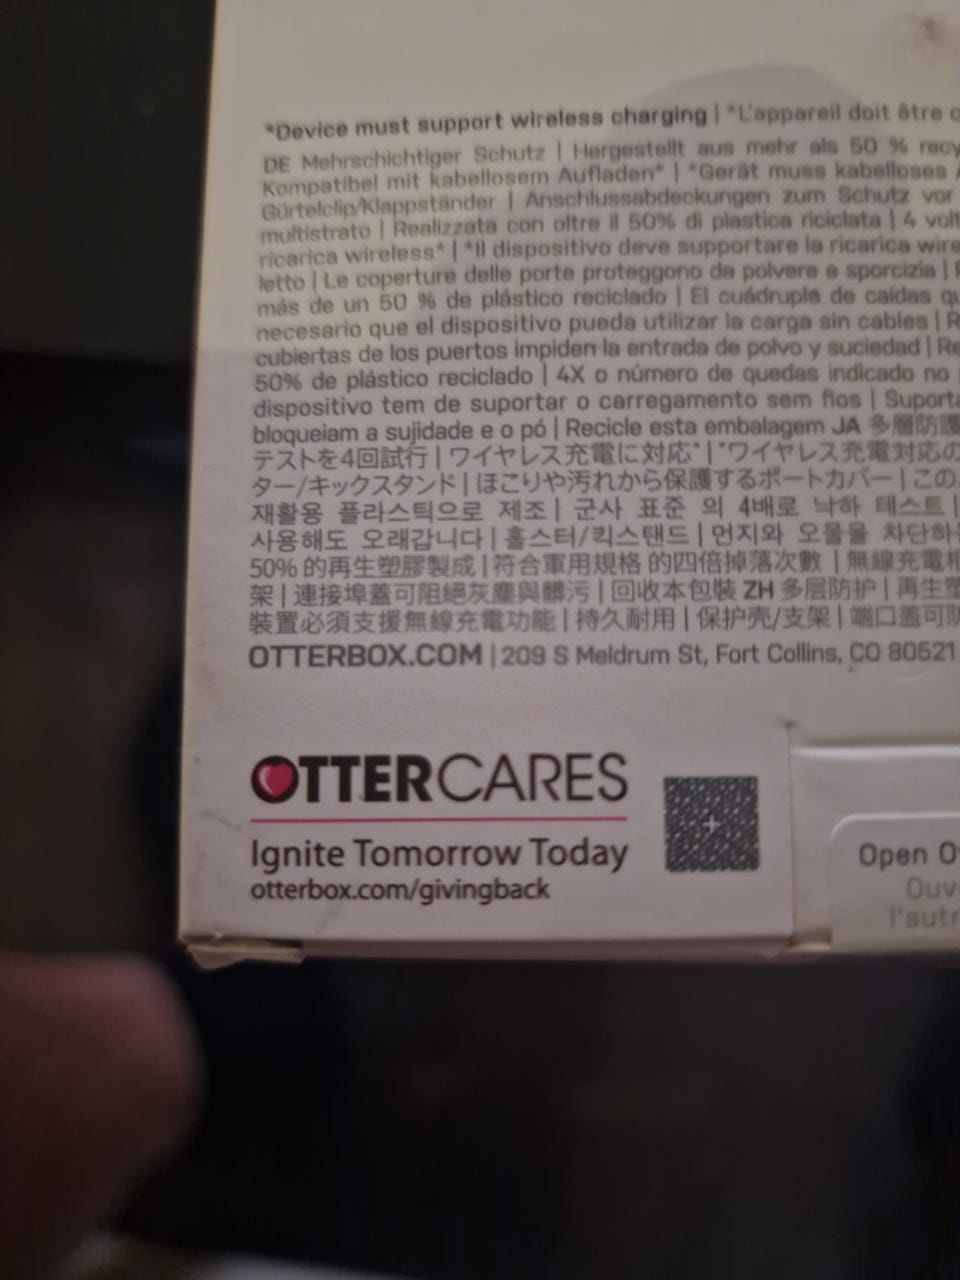 *Device must support wireless charging | *L'appareil doit être
DE Mehrschichtiger Schutz | Hergestellt aus mehr als 50 % recy
Kompatibel mit kabellosem Aufladen* | *Gerät muss kabelloses
Gürtelclip/Klappständer | Anschlussabdeckungen zum Schutz vor
multistrato | Realizzata con oltre il 50% di plastica riciclata | 4 volt
ricarica wireless* | *Il dispositivo deve supportare la ricarica wire
letto | Le coperture delle porte proteggono da polvere e sporcizia |
más de un 50 % de plástico reciclado | El cuádruple de caídas qu
necesario que el dispositivo pueda utilizar la carga sin cables | R
cubiertas de los puertos impiden la entrada de polvo y suciedad | Re
50% de plástico reciclado | 4X o número de quedas indicado no
dispositivo tem de suportar o carregamento sem fios | Suporta
bloqueiam a sujidade e o pó | Recicle esta embalagem JA 多層防護
テストを4回試行 | ワイヤレス充電に対応* | *ワイヤレス充電対応の
ター/キックスタンド | ほこりや汚れから保護するポートカバー | この
재활용 플라스틱으로 제조 | 군사 표준 의 4배로 낙하 테스트 |
사용해도 오래갑니다 | 홀스터/킥스탠드 | 먼지와 오물을 차단하
50% 的再生塑膠製成 | 符合軍用規格 的四倍掉落次數 | 無線充電相
架 | 連接埠蓋可阻絕灰塵與髒污 | 回收本包裝 ZH 多层防护 | 再生塑
裝置必須支援無線充電功能 | 持久耐用 | 保护壳/支架 | 端口盖可防
OTTERBOX.COM | 209 S Meldrum St, Fort Collins, CO 80521
OTTERCARES
Ignite Tomorrow Today
otterbox.com/givingback
Open O
Ouv
l'autr